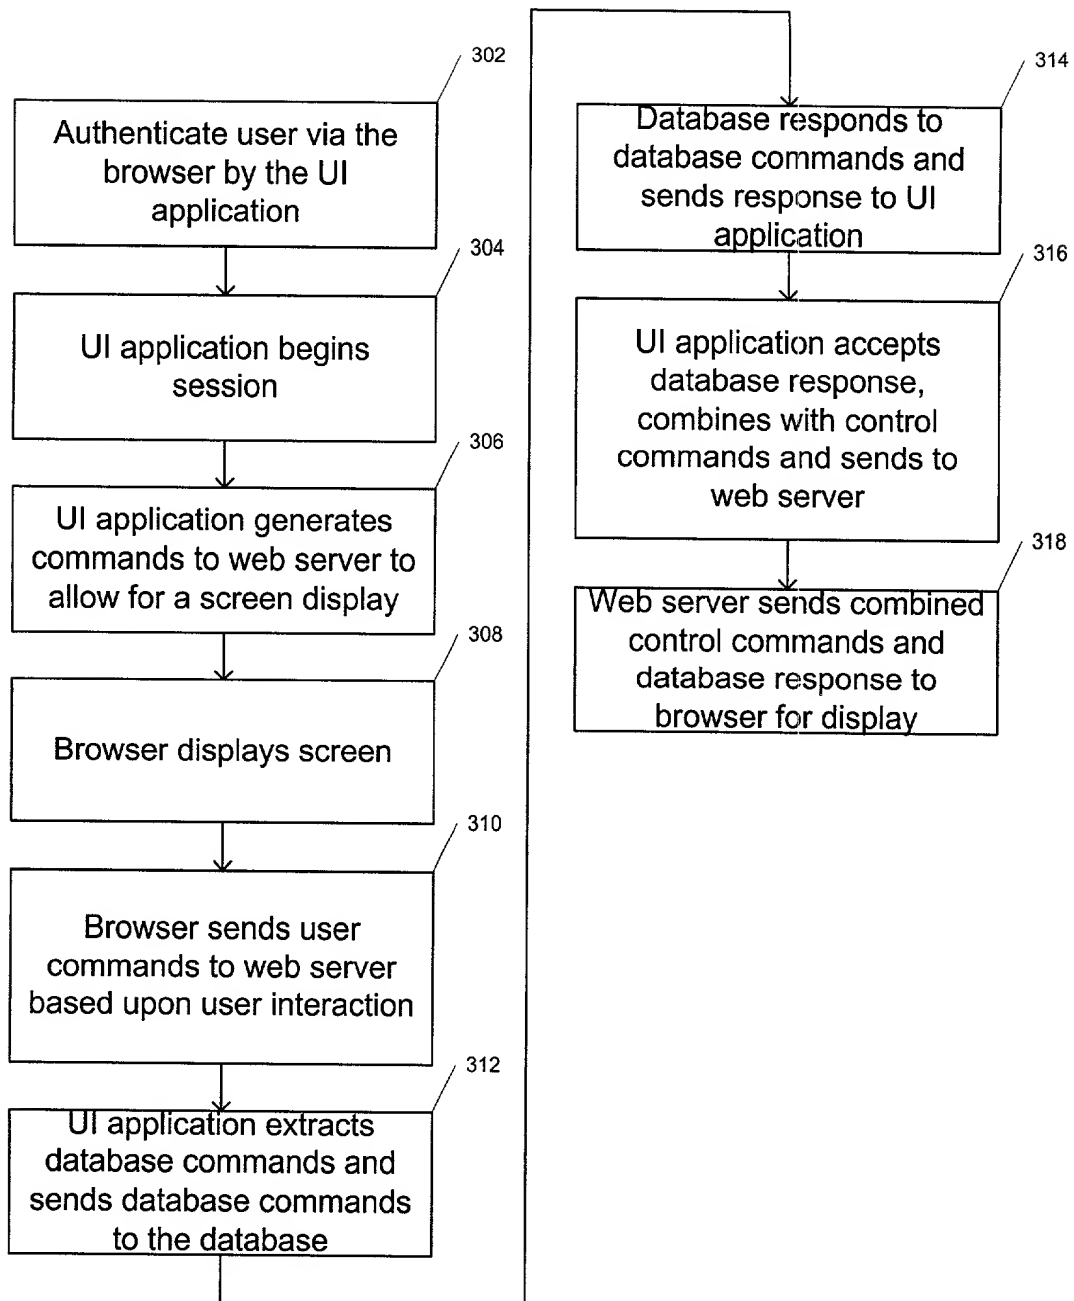 302
Authenticate user via the
browser by the UI
application
304
UI application begins
session
306
UI application generates
commands to web server to
allow for a screen display
308
Browser displays screen
310
Browser sends user
commands to web server
based upon user interaction
312
UI application extracts
database commands and
sends database commands
to the database
314
Database responds to
database commands and
sends response to UI
application
316
UI application accepts
database response,
combines with control
commands and sends to
web server
318
Web server sends combined
control commands and
database response to
browser for display